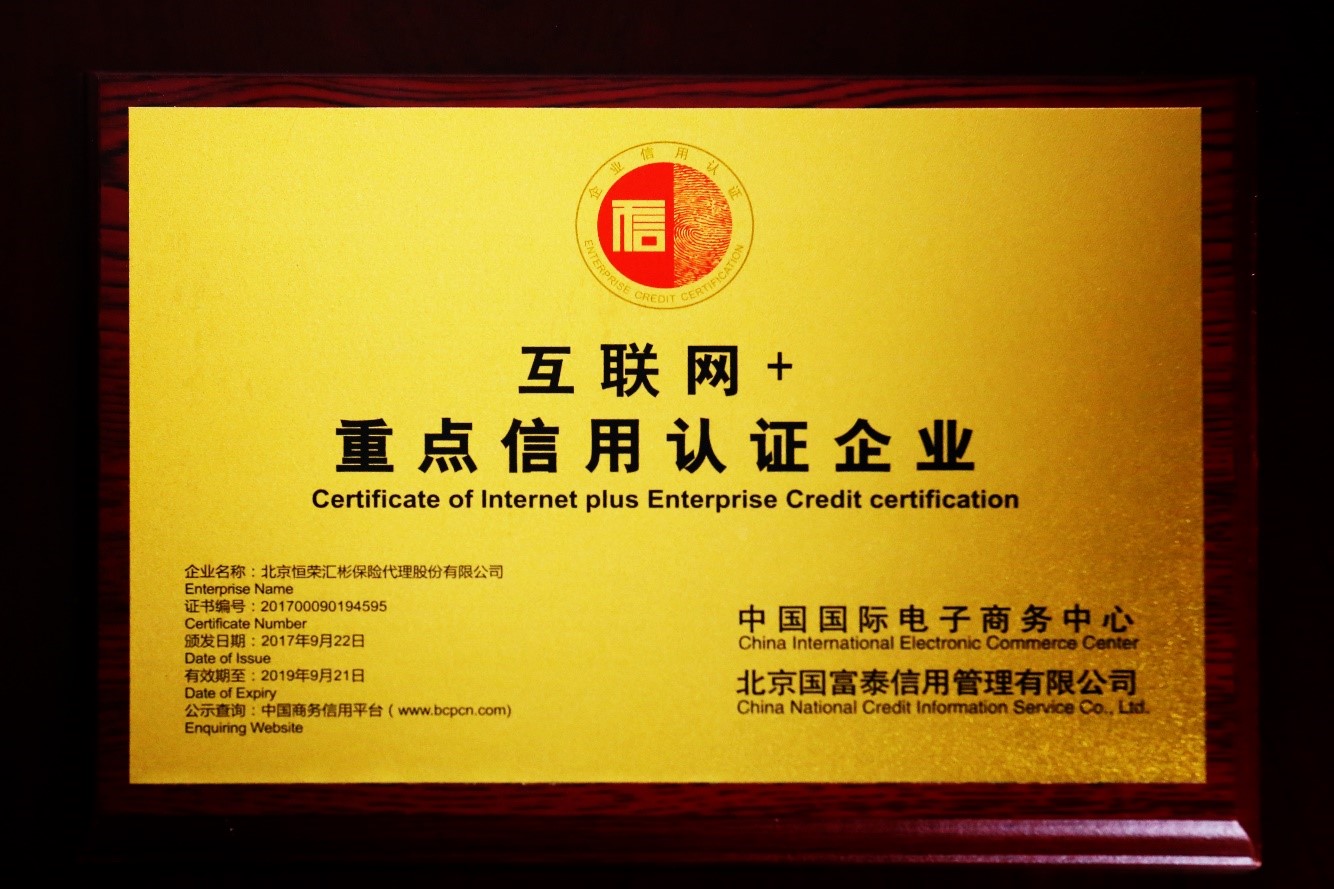 企业信用认证
信
ENTERPRISE CREDIT CERTIFICATION
互联网+
重点信用认证企业
Certificate of Internet plus Enterprise Credit certification
企业名称：北京恒荣汇彬保险代理股份有限公司
Enterprise Name
证书编号：201700090194595
Certificate Number
颁发日期：2017年9月22日
Date of Issue
有效期至：2019年9月21日
Date of Expiry
公示查询：中国商务信用平台（www.bcpcn.com)
Enquiring Website
中国国际电子商务中心
China International Electronic Commerce Center
北京国富泰信用管理有限公司
China National Credit Information Service Co., Ltd.